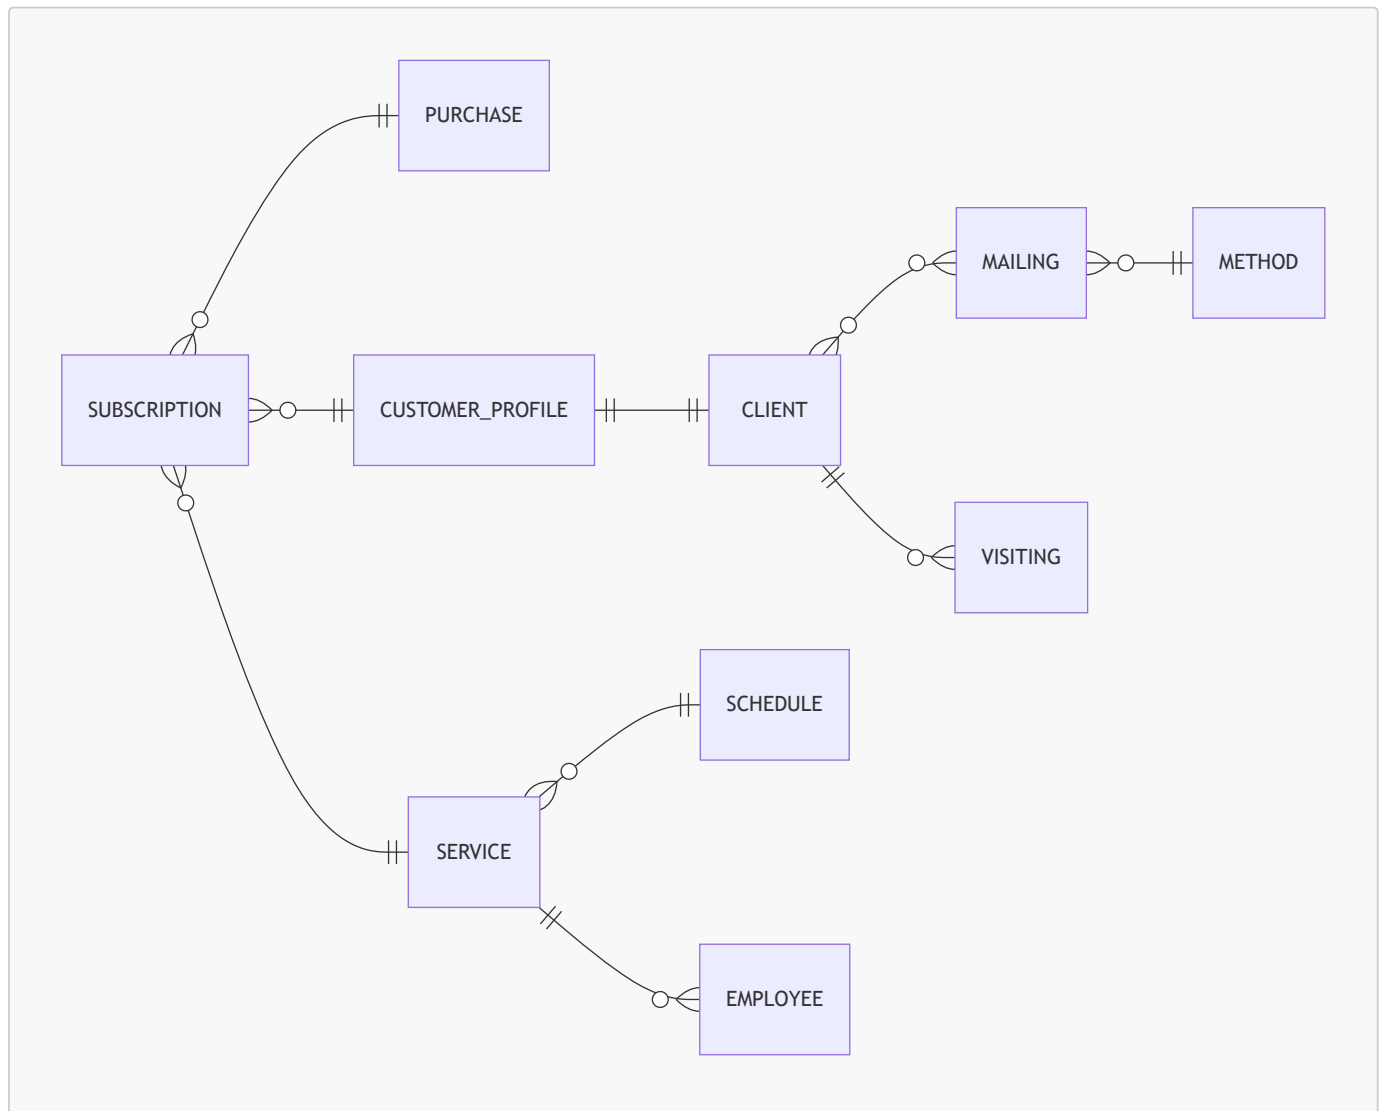 PURCHASE
MAILING
METHOD
SUBSCRIPTION
CUSTOMER_PROFILE
CLIENT
VISITING
SCHEDULE
SERVICE
EMPLOYEE